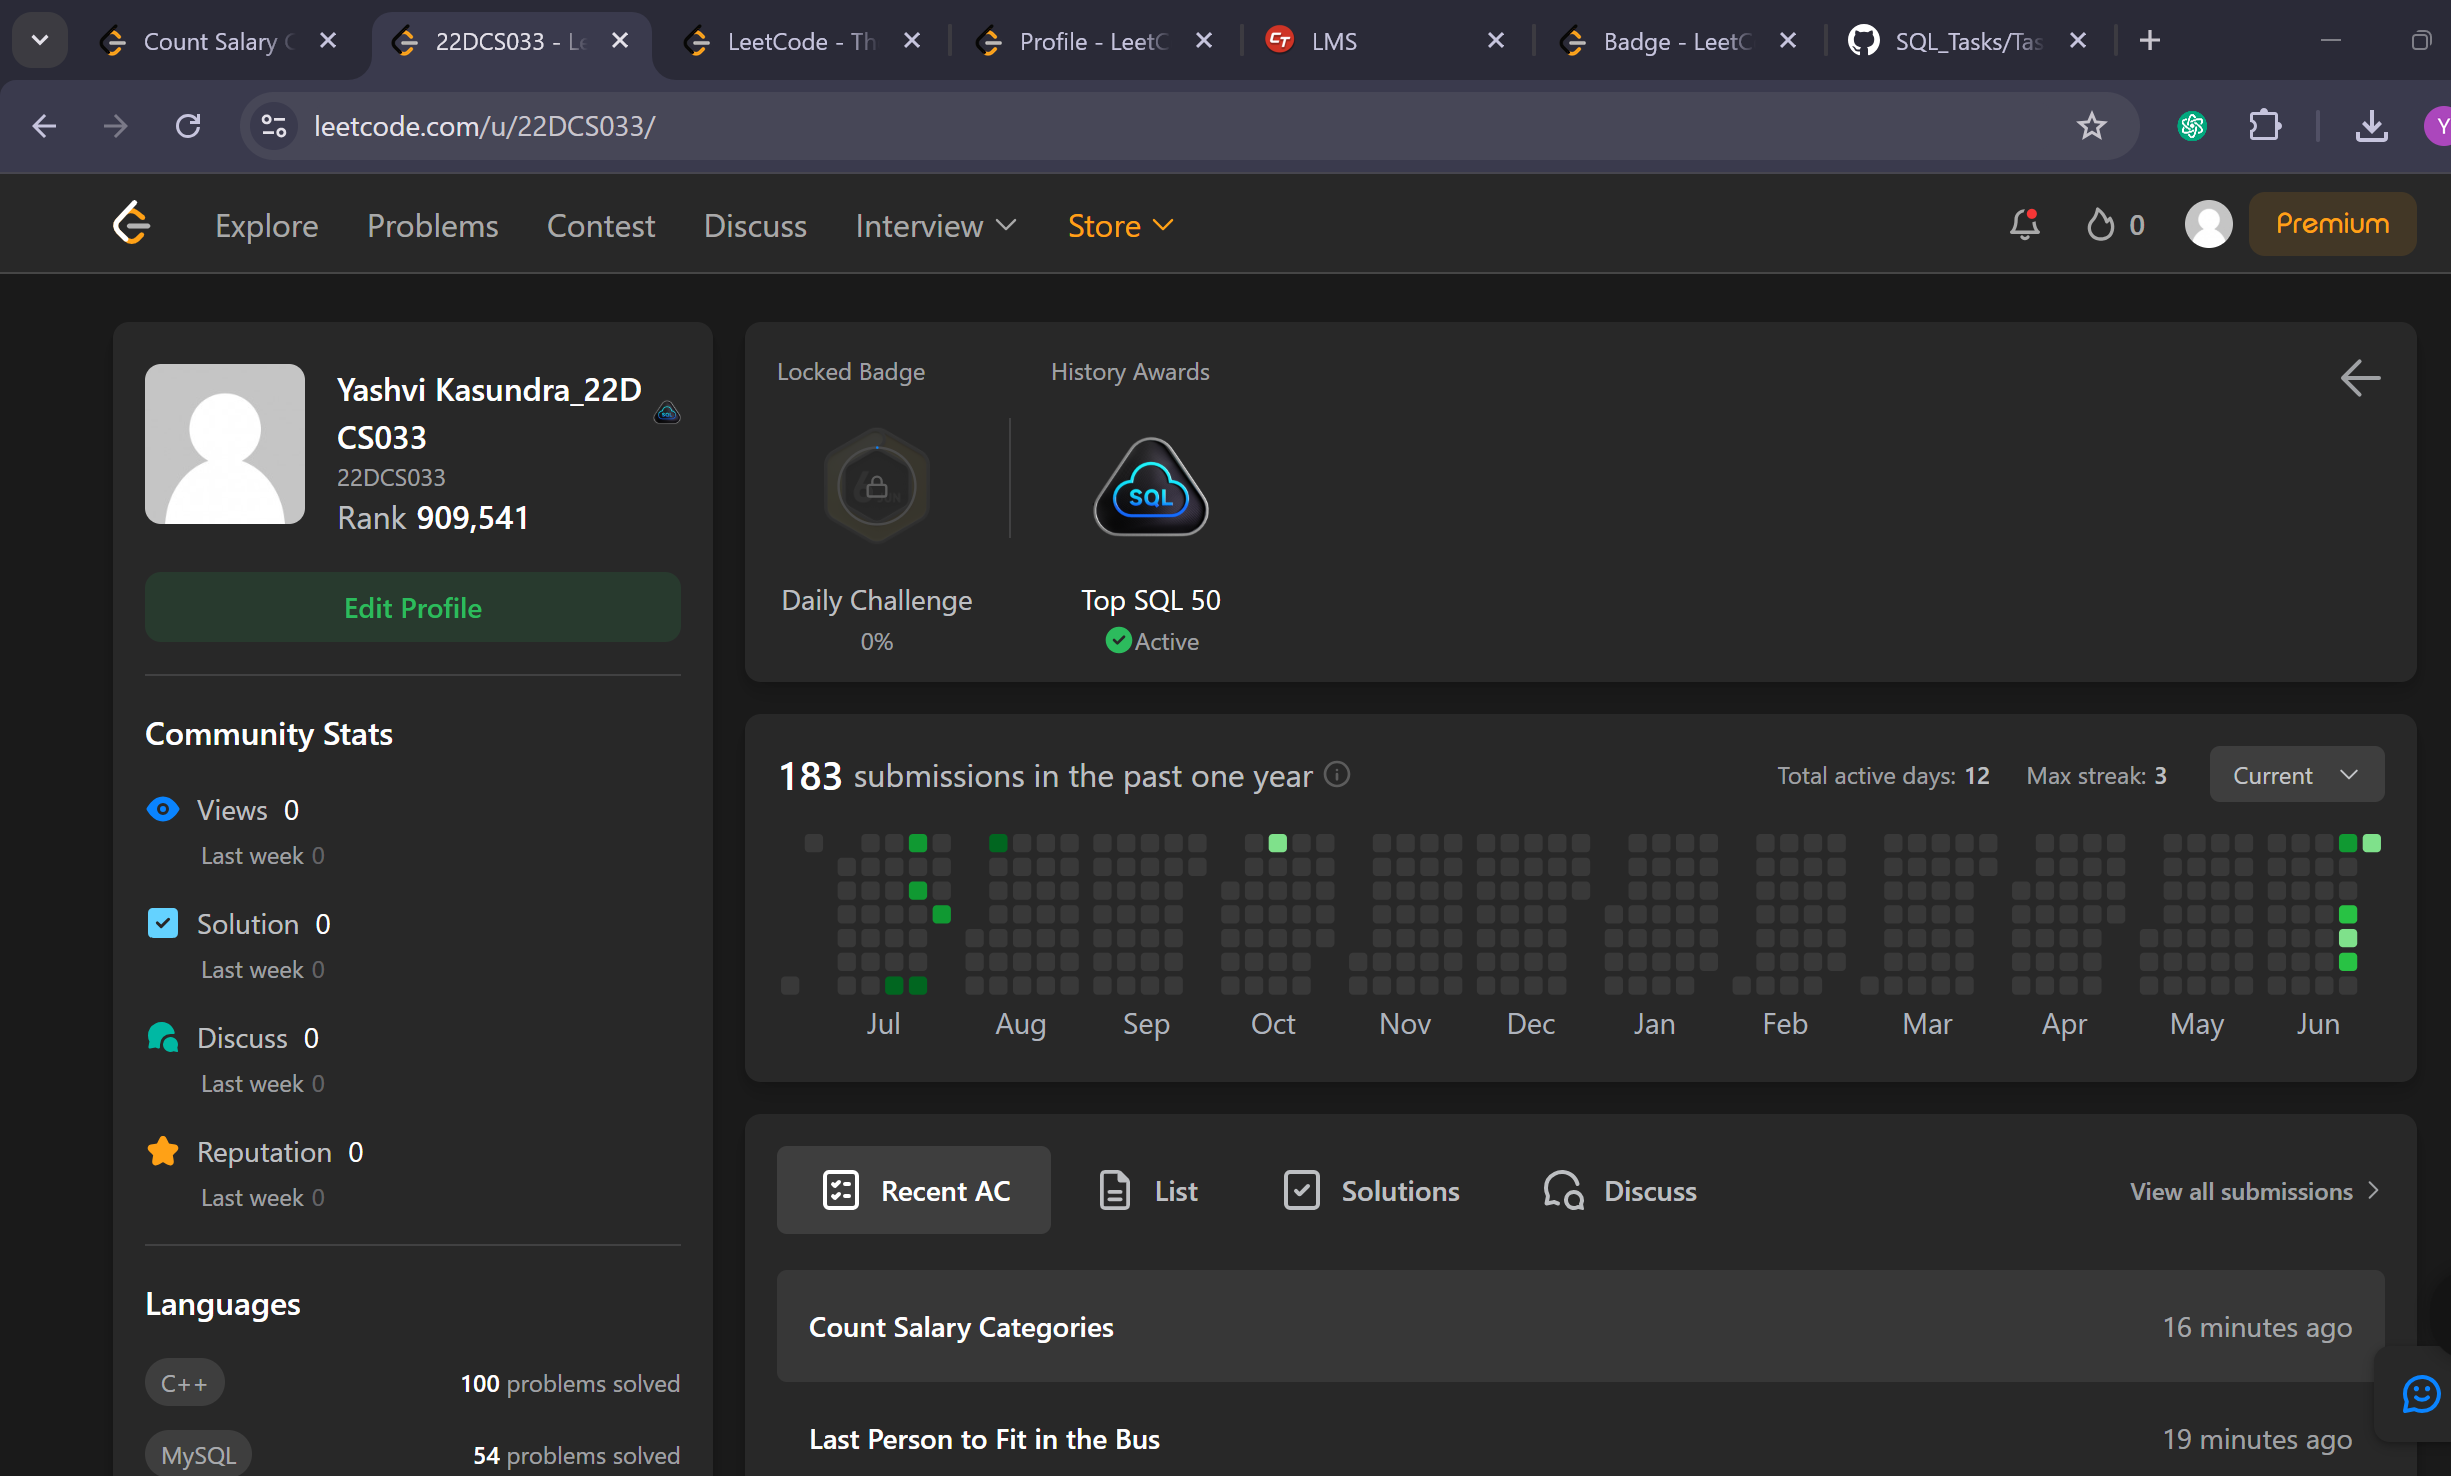 Count Salary C
22DCS033 - Le
LeetCode - Th
Profile - LeetC
LMS
Badge - LeetC
SQL_Tasks/Tas
leetcode.com/u/22DCS033/
Y
Explore
Problems
Contest
Discuss
Interview
Store
0
Premium
Yashvi Kasundra_22D
CS033
22DCS033
Rank 909,541
Edit Profile
Community Stats
Views 0
Last week 0
Solution 0
Last week 0
Discuss 0
Last week 0
Reputation 0
Last week 0
Languages
C++ 100 problems solved
MySQL 54 problems solved
Locked Badge
History Awards
SQL
Daily Challenge
0%
Top SQL 50
Active
183 submissions in the past one year
Total active days: 12
Max streak: 3
Current
Jul Aug Sep Oct Nov Dec Jan Feb Mar Apr May Jun
Recent AC
List
Solutions
Discuss
View all submissions
Count Salary Categories 16 minutes ago
Last Person to Fit in the Bus 19 minutes ago